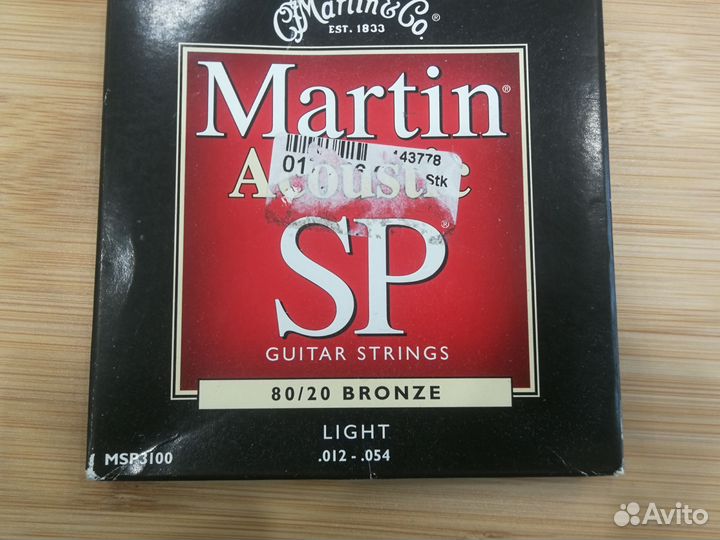 C.F. Martin & Co.®
EST. 1833
Martin®
143778
Stk
Acoustic
SP®
GUITAR STRINGS
80/20 BRONZE
LIGHT
.012 - .054
MSP3100
Avito